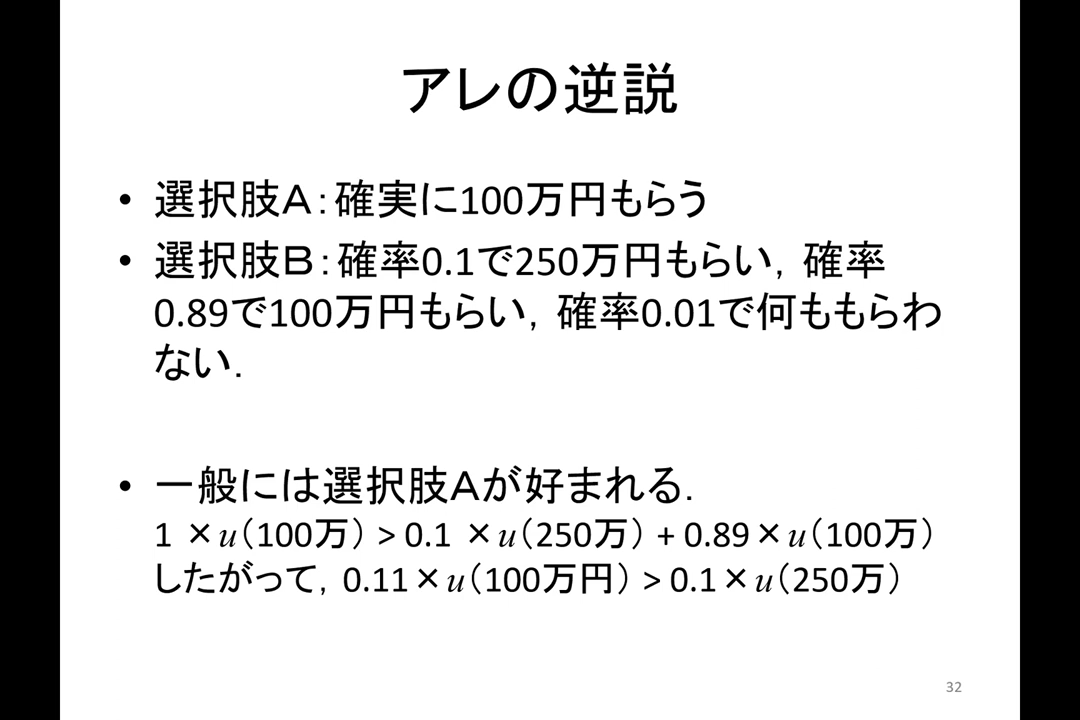 アレの逆説
• 選択肢A：確実に100万円もらう
• 選択肢B：確率0.1で250万円もらい，確率
0.89で100万円もらい，確率0.01で何ももらわ
ない．
• 一般には選択肢Aが好まれる．
1 ×u（100万）> 0.1 ×u（250万）+ 0.89×u（100万）
したがって，0.11×u（100万円）> 0.1×u（250万）
32